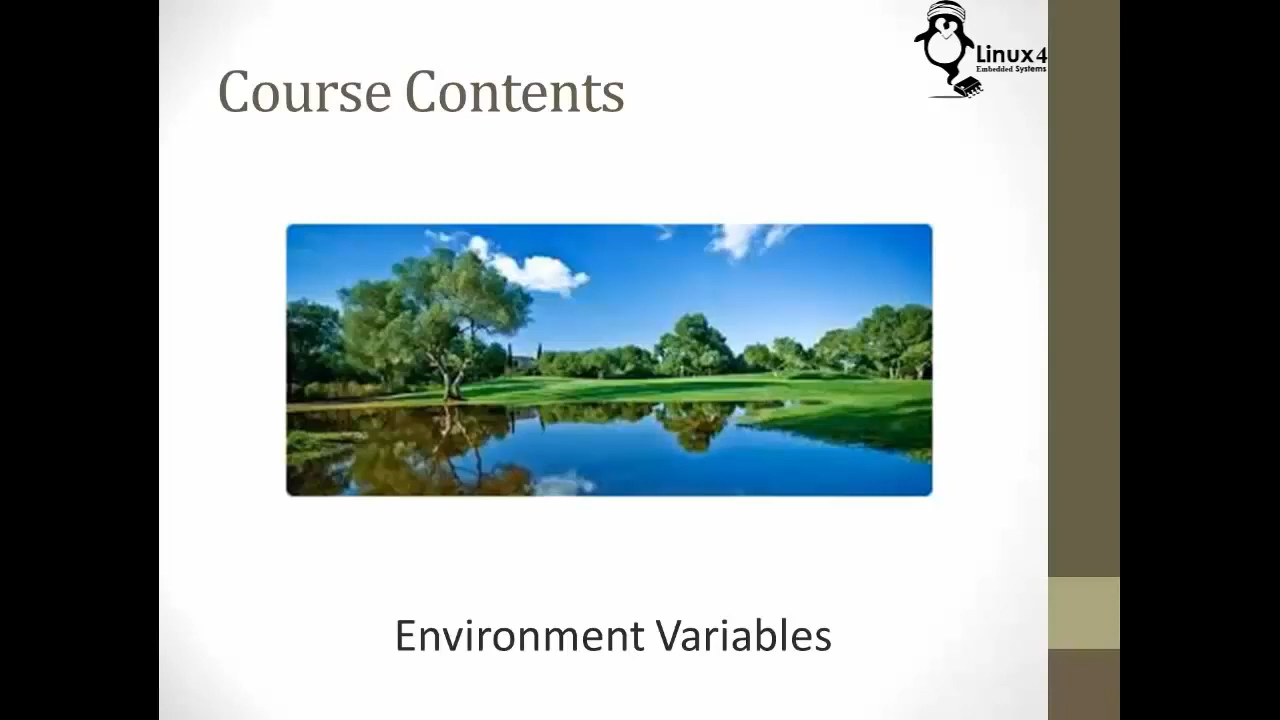 Linux4
Embedded Systems
Course Contents
Environment Variables